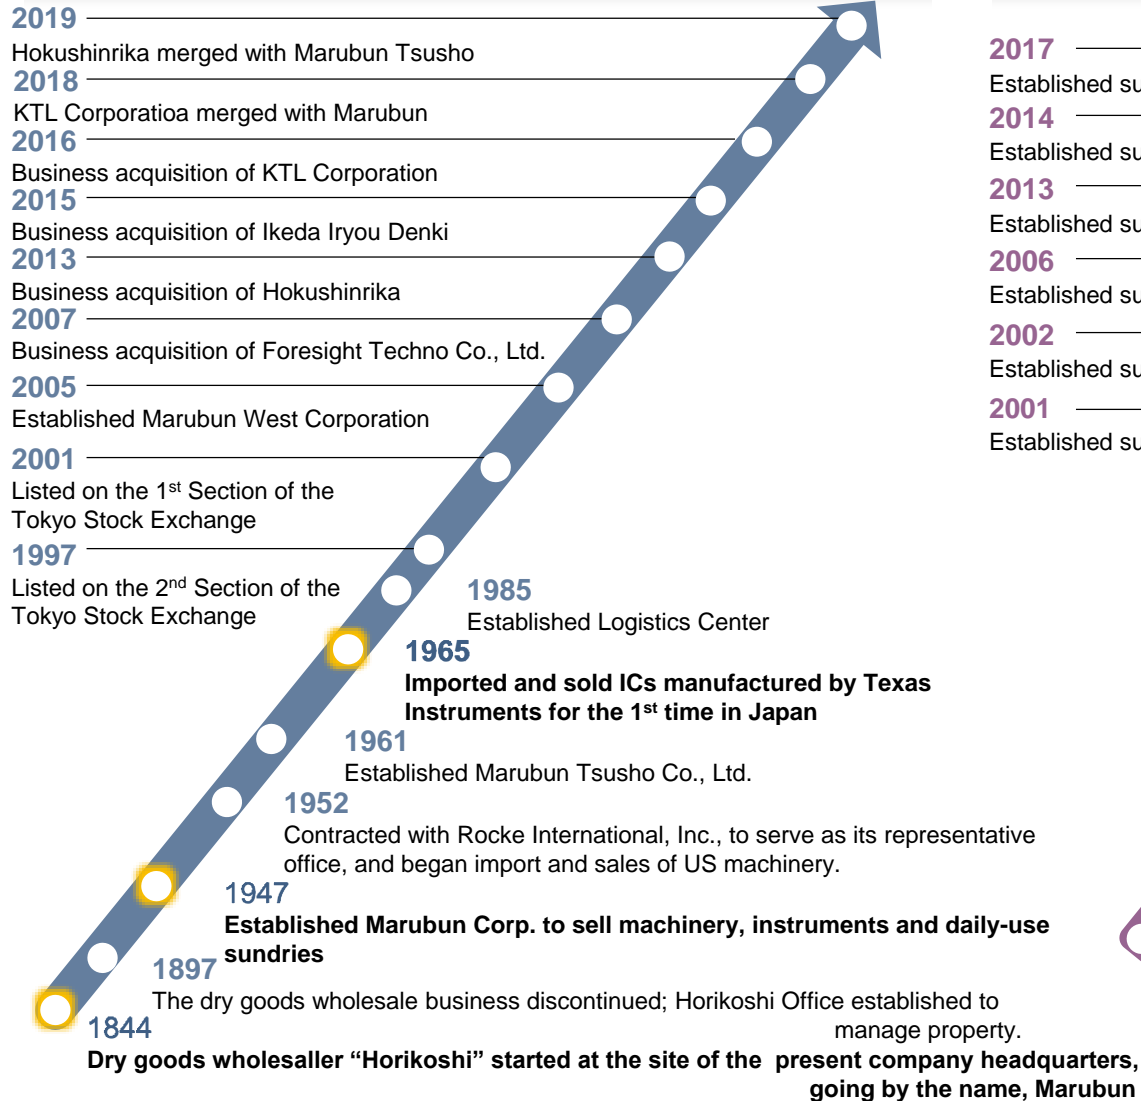 2019
Hokushinrika merged with Marubun Tsusho
2018
KTL Corporatioa merged with Marubun
2016
Business acquisition of KTL Corporation
2015
Business acquisition of Ikeda Iryou Denki
2013
Business acquisition of Hokushinrika
2007
Business acquisition of Foresight Techno Co., Ltd.
2005
Established Marubun West Corporation
2001
Listed on the 1st Section of the
Tokyo Stock Exchange
1997
Listed on the 2nd Section of the
Tokyo Stock Exchange
1985
Established Logistics Center
1965
Imported and sold ICs manufactured by Texas
Instruments for the 1st time in Japan
1961
Established Marubun Tsusho Co., Ltd.
1952
Contracted with Rocke International, Inc., to serve as its representative
office, and began import and sales of US machinery.
1947
Established Marubun Corp. to sell machinery, instruments and daily-use
sundries
1897
The dry goods wholesale business discontinued; Horikoshi Office established to
manage property.
1844
Dry goods wholesaller “Horikoshi” started at the site of the present company headquarters,
going by the name, Marubun
2017
Established
2014
Established
2013
Established
2006
Established
2002
Established
2001
Established